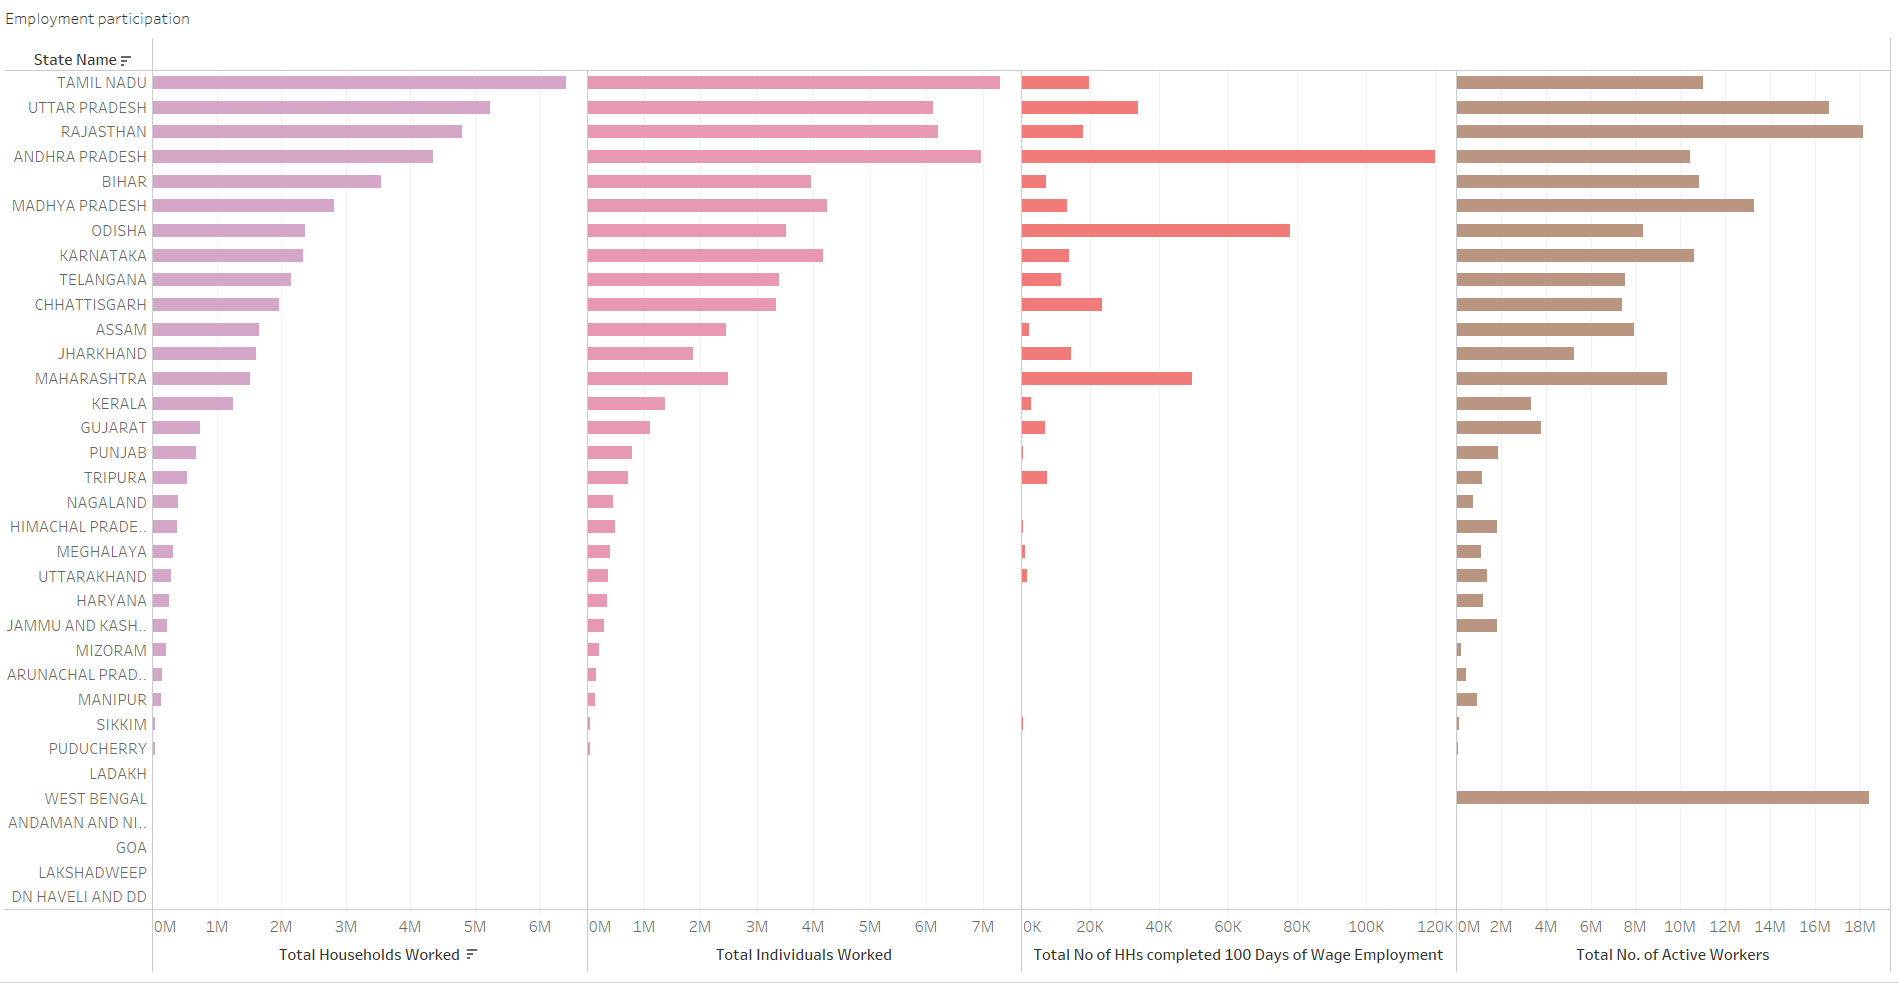 Employment participation
State Name
TAMIL NADU
UTTAR PRADESH
RAJASTHAN
ANDHRA PRADESH
BIHAR
MADHYA PRADESH
ODISHA
KARNATAKA
TELANGANA
CHHATTISGARH
ASSAM
JHARKHAND
MAHARASHTRA
KERALA
GUJARAT
PUNJAB
TRIPURA
NAGALAND
HIMACHAL PRADE..
MEGHALAYA
UTTARAKHAND
HARYANA
JAMMU AND KASH..
MIZORAM
ARUNACHAL PRAD..
MANIPUR
SIKKIM
PUDUCHERRY
LADAKH
WEST BENGAL
ANDAMAN AND NI..
GOA
LAKSHADWEEP
DN HAVELI AND DD
0M 1M 2M 3M 4M 5M 6M 0M 1M 2M 3M 4M 5M 6M 7M 0K 20K 40K 60K 80K 100K 120K 0M 2M 4M 6M 8M 10M 12M 14M 16M 18M
Total Households Worked Total Individuals Worked Total No of HHs completed 100 Days of Wage Employment Total No. of Active Workers